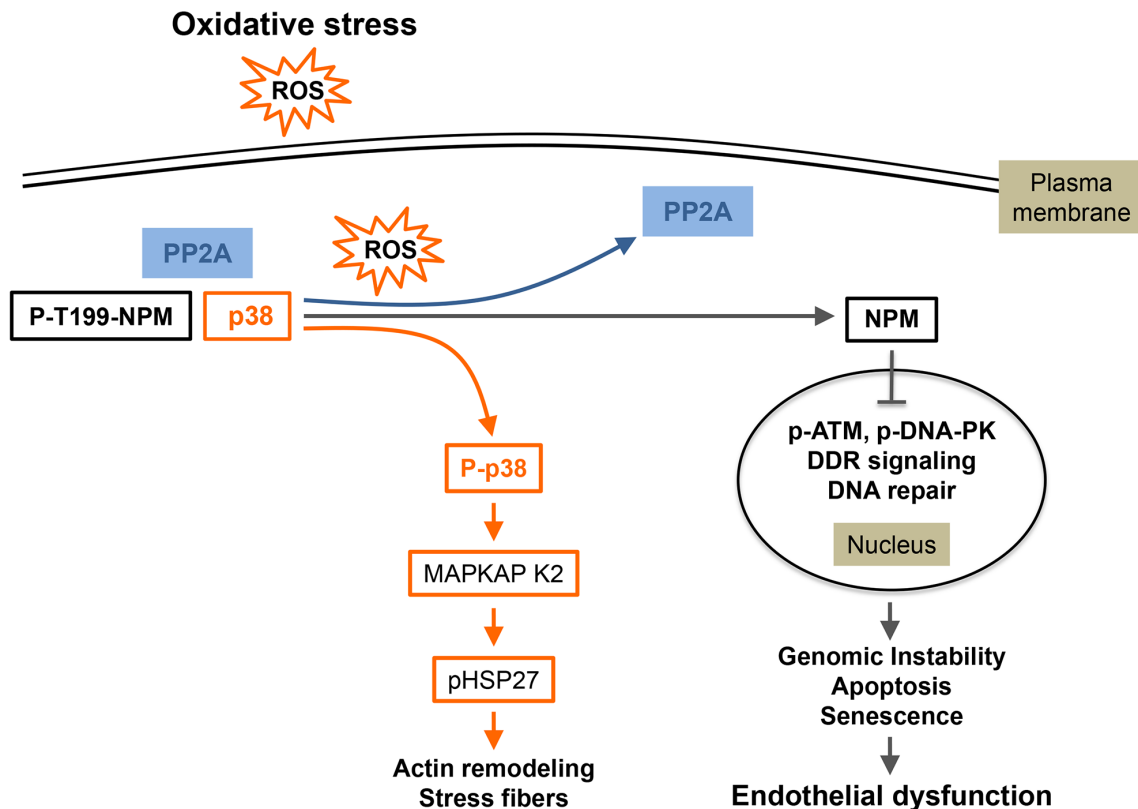 Oxidative stress
ROS
Plasma
membrane
PP2A
PP2A
ROS
P-T199-NPM
p38
NPM
P-p38
MAPKAP K2
pHSP27
Actin remodeling
Stress fibers
p-ATM, p-DNA-PK
DDR signaling
DNA repair
Nucleus
Genomic Instability
Apoptosis
Senescence
Endothelial dysfunction